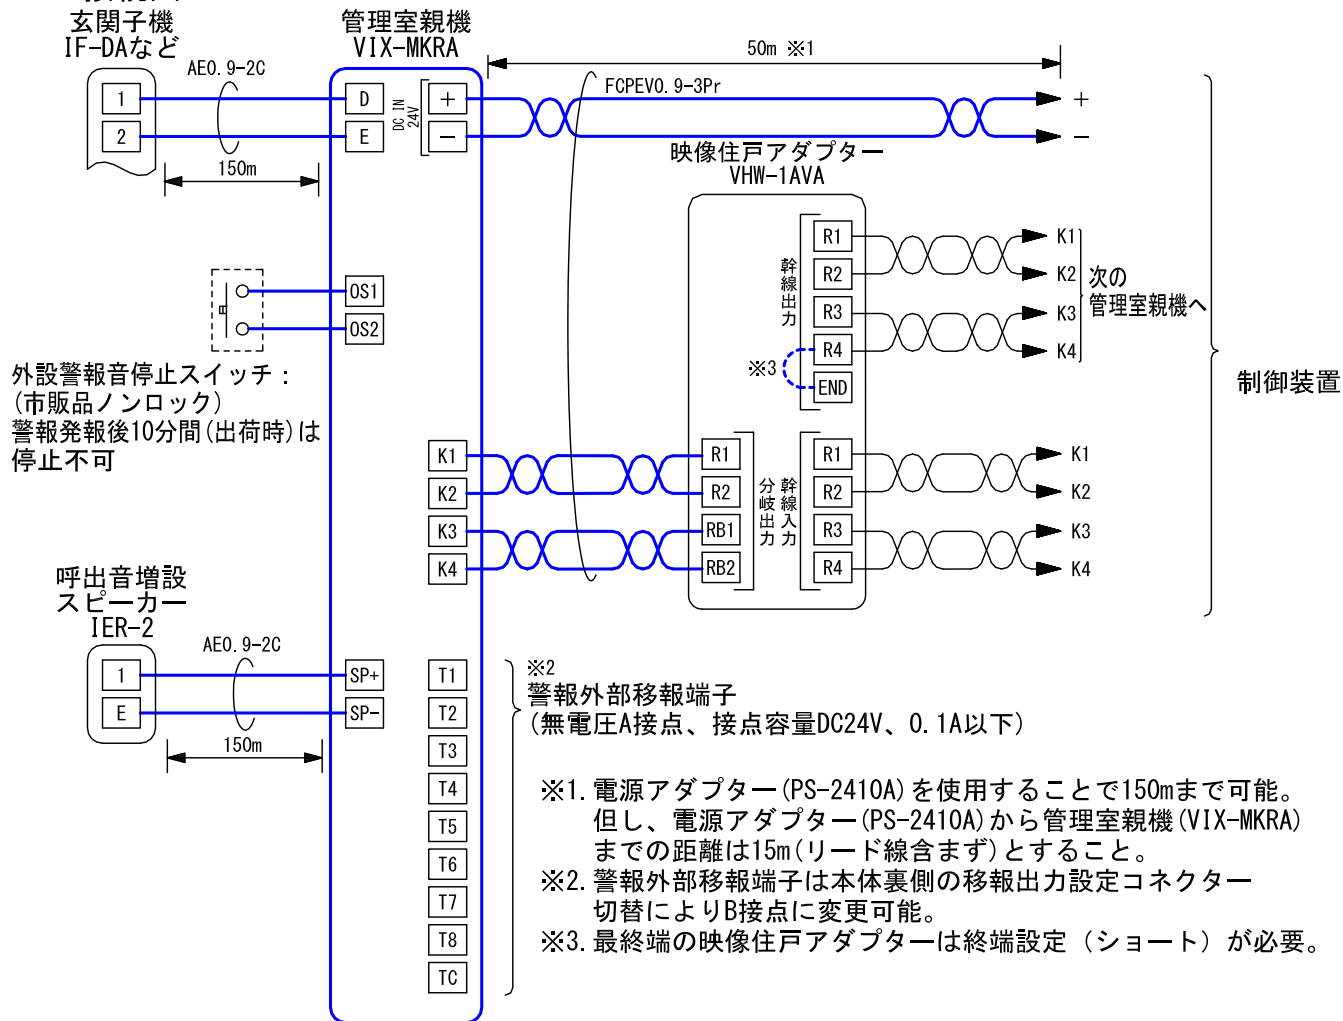 玄関子機
IF-DAなど
管理室親機
VIX-MKRA
50m ※1
AE0.9-2C
FCPEV0.9-3Pr
1
2
D
E
DC IN
24V
+
−
+
−
150m
映像住戸アダプター
VHW-1AVA
幹線出力
R1
R2
R3
R4
END
※3
K1
K2
K3
K4
次の
管理室親機へ
制御装置
OS1
OS2
外設警報音停止スイッチ：
(市販品ノンロック)
警報発報後10分間(出荷時)は
停止不可
K1
K2
K3
K4
R1
R2
RB1
RB2
分岐出力
幹線入力
R1
R2
R3
R4
K1
K2
K3
K4
呼出音増設
スピーカー
IER-2
AE0.9-2C
1
E
SP+
SP-
150m
T1
T2
T3
T4
T5
T6
T7
T8
TC
※2
警報外部移報端子
(無電圧A接点、接点容量DC24V、0.1A以下)
※1.電源アダプター(PS-2410A)を使用することで150mまで可能。
但し、電源アダプター(PS-2410A)から管理室親機(VIX-MKRA)
までの距離は15m(リード線含まず)とすること。
※2.警報外部移報端子は本体裏側の移報出力設定コネクター
切替によりB接点に変更可能。
※3.最終端の映像住戸アダプターは終端設定（ショート）が必要。